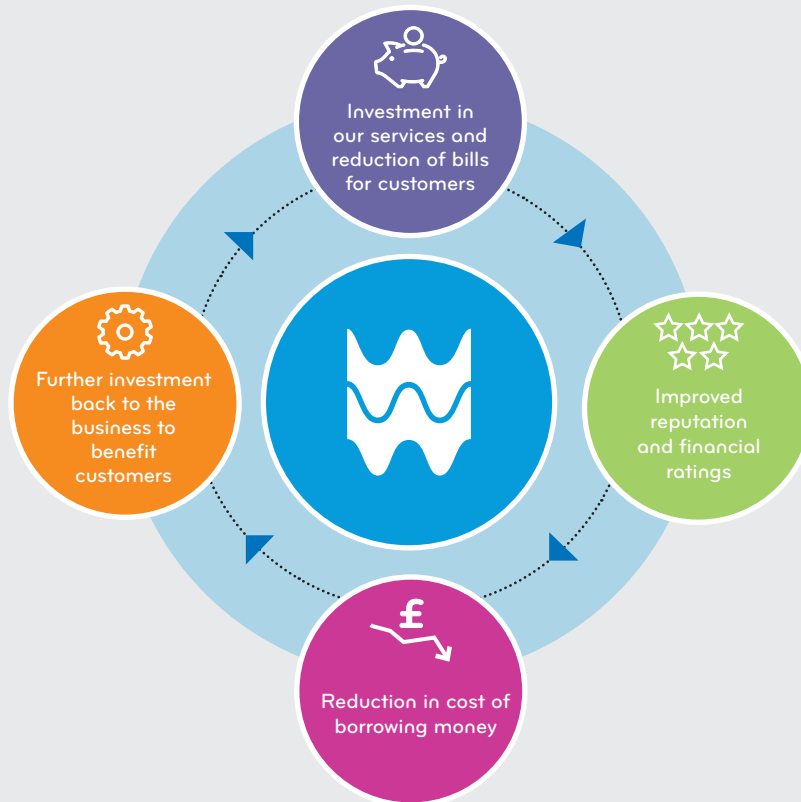 Investment in
our services and
reduction of bills
for customers
Improved
reputation
and financial
ratings
£
Reduction in cost of
borrowing money
Further investment
back to the
business to
benefit
customers